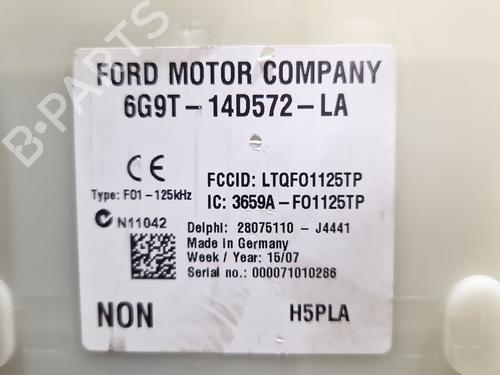 FORD MOTOR COMPANY
6G9T-14D572-LA
CE
FCCID: LTQFO1125TP
Type: F01-125kHz
IC: 3659A-FO1125TP
N11042
Delphi: 28075110-J4441
Made in Germany
Week / Year: 15/07
Serial no.: 000071010286
NON
H5PLA
B-PARTS